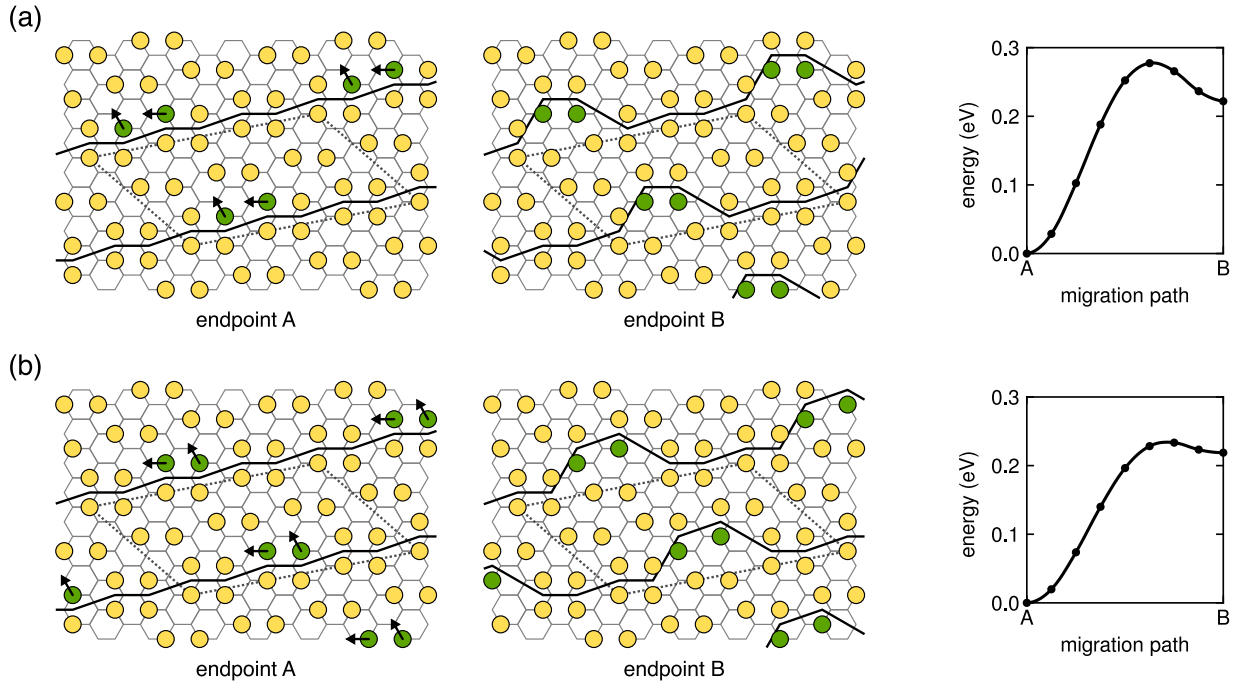 (a)
endpoint A
endpoint B
energy (eV)
0.3
0.2
0.1
0.0
A
B
migration path
(b)
endpoint A
endpoint B
energy (eV)
0.3
0.2
0.1
0.0
A
B
migration path